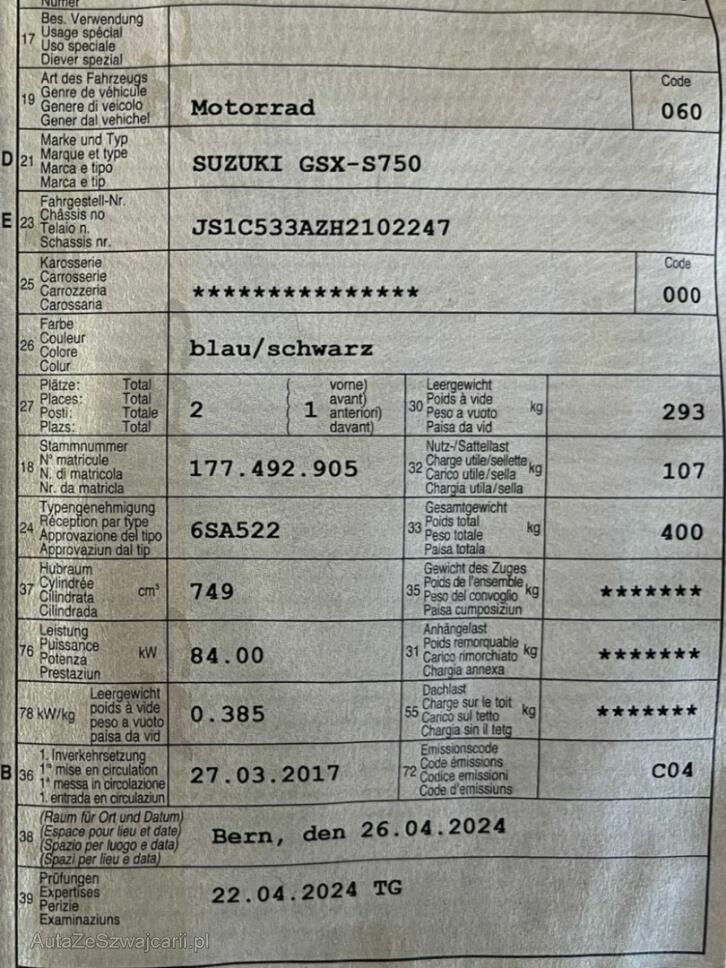 Numer
17
Bes. Verwendung
Usage spécial
Uso speciale
Diever spezial
19
Art des Fahrzeugs
Genre de véhicule
Genere di veicolo
Gener dal vehichel
Motorrad
Code
060
D
21
Marke und Typ
Marque et type
Marca e tipo
Marca e tip
SUZUKI GSX-S750
E
23
Fahrgestell-Nr.
Châssis no
Telaio n.
Schassis nr.
JS1C533AZH2102247
25
Karosserie
Carrosserie
Carrozzeria
Carossaria
***************
Code
000
26
Farbe
Couleur
Colore
Colur
blau/schwarz
27
Plätze: Total
Places: Total
Posti: Totale
Plazs: Total
2
( 1 vorne)
avant)
anteriori)
davant)
30
Leergewicht
Poids à vide
Peso a vuoto
Paisa da vid
kg
293
18
Stammnummer
N° matricule
N. di matricola
Nr. da matricla
177.492.905
32
Nutz-/Sattellast
Charge utile/sellette
Carico utile/sella
Chargia utila/sella
kg
107
24
Typengenehmigung
Réception par type
Approvazione del tipo
Approvaziun dal tip
6SA522
33
Gesamtgewicht
Poids total
Peso totale
Paisa totala
kg
400
37
Hubraum
Cylindrée
Cilindrata
Cilindrada
cm³
749
35
Gewicht des Zuges
Poids de l'ensemble
Peso del convoglio
Paisa cumposiziun
kg
*******
76
Leistung
Puissance
Potenza
Prestaziun
kW
84.00
31
Anhängelast
Poids remorquable
Carico rimorchiato
Chargia annexa
kg
*******
78 kW/kg
Leergewicht
poids à vide
peso a vuoto
paisa da vid
0.385
55
Dachlast
Charge sur le toit
Carico sul tetto
Chargia sin il tetg
kg
*******
B
36
1. Inverkehrsetzung
1re mise en circulation
1a messa in circolazione
1. entrada en circulaziun
27.03.2017
72
Emissionscode
Code émissions
Codice emissioni
Code d'emissiuns
C04
38
(Raum für Ort und Datum)
(Espace pour lieu et date)
(Spazio per luogo e data)
(Spazi per lieu e data)
Bern, den 26.04.2024
39
Prüfungen
Expertises
Perizie
Examinaziuns
22.04.2024 TG
AutaZeSzwajcarii.pl